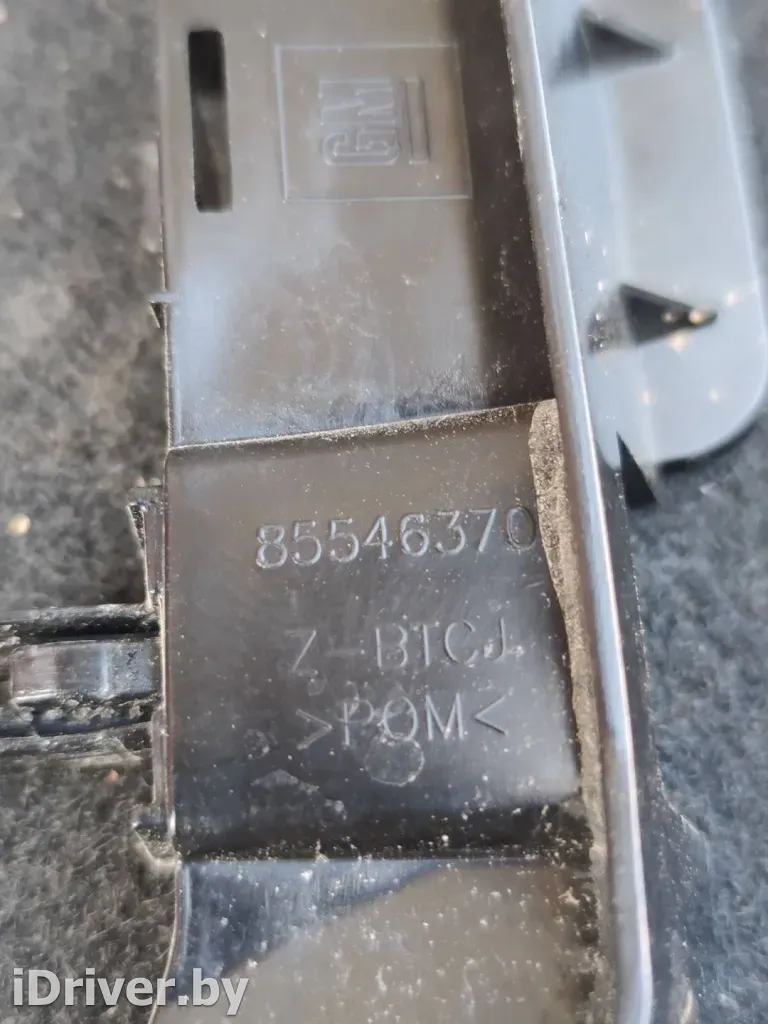 GM
85546370
Z-BTCJ
>POM<
iDriver.by